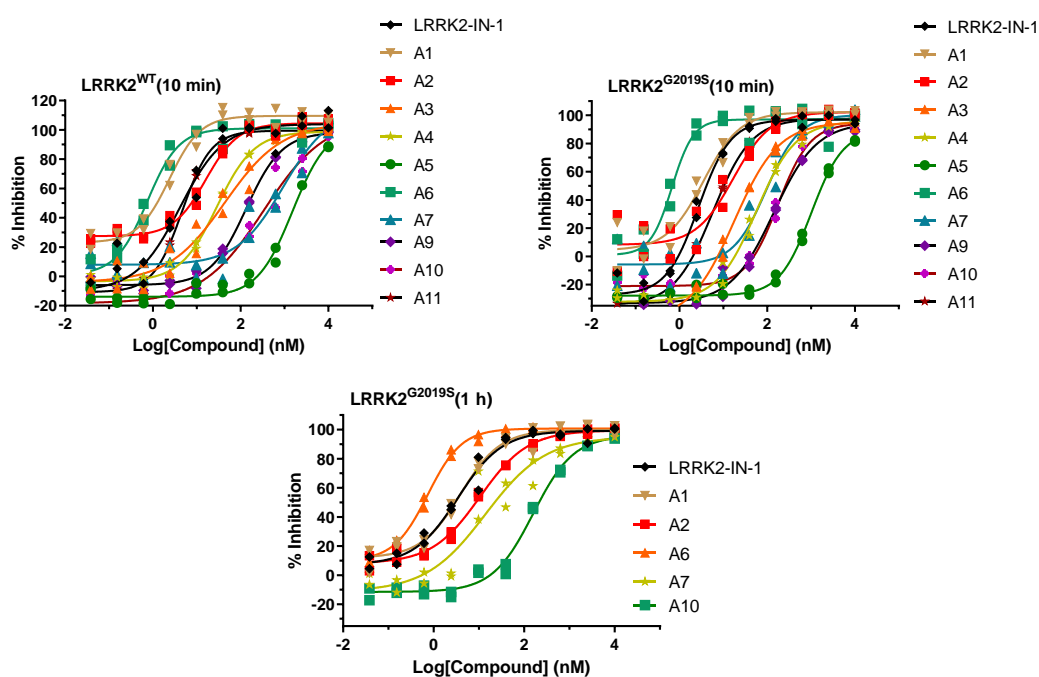 LRRK2^WT(10 min)
% Inhibition
120
100
80
60
40
20
0
-20
-2
0
2
4
Log[Compound] (nM)
LRRK2-IN-1
A1
A2
A3
A4
A5
A6
A7
A9
A10
A11
LRRK2^G2019S(10 min)
% Inhibition
100
80
60
40
20
0
-20
-2
0
2
4
Log[Compound] (nM)
LRRK2-IN-1
A1
A2
A3
A4
A5
A6
A7
A9
A10
A11
LRRK2^G2019S(1 h)
% Inhibition
100
80
60
40
20
0
-20
-2
0
2
4
Log[Compound] (nM)
LRRK2-IN-1
A1
A2
A6
A7
A10